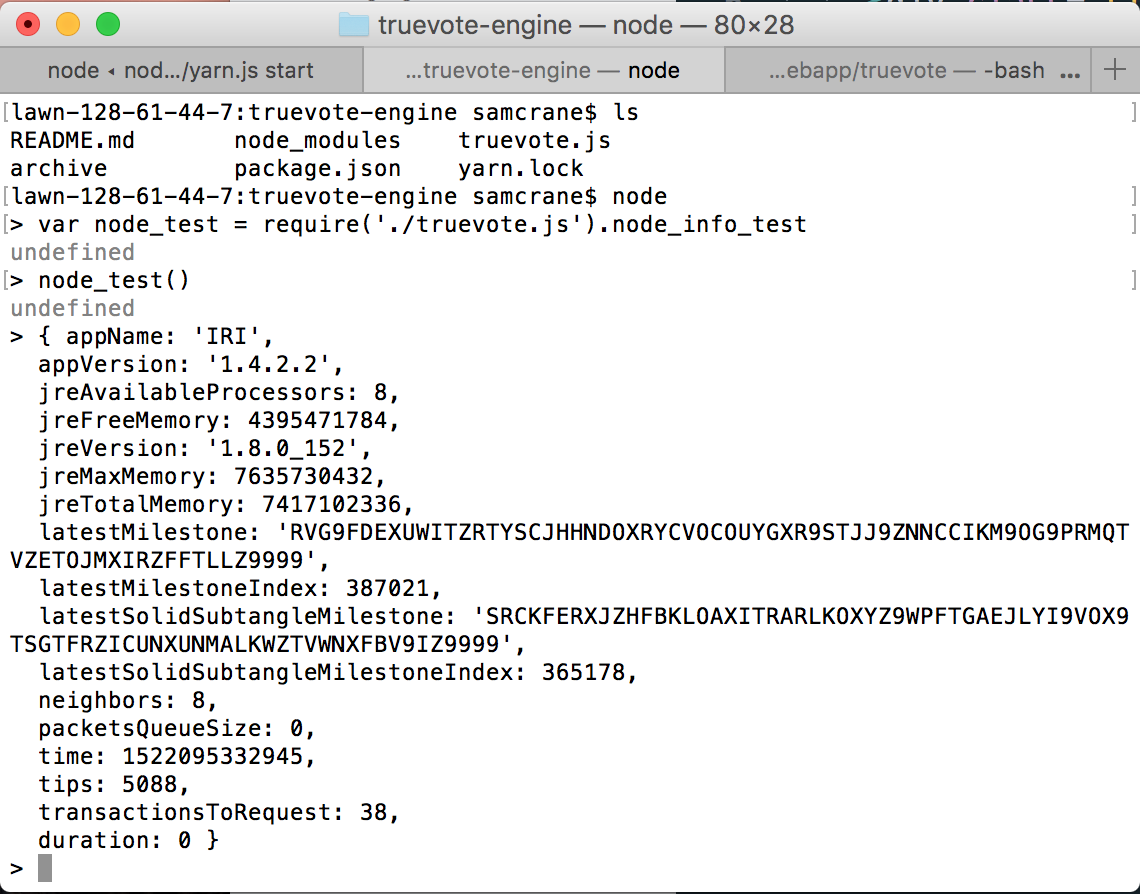 truevote-engine — node — 80×28
node ◂ nod…/yarn.js start
…truevote-engine — node
…ebapp/truevote — -bash …
[lawn-128-61-44-7:truevote-engine samcrane$ ls ]
README.md node_modules truevote.js
archive package.json yarn.lock
[lawn-128-61-44-7:truevote-engine samcrane$ node ]
[> var node_test = require('./truevote.js').node_info_test ]
undefined
[> node_test() ]
undefined
> { appName: 'IRI',
appVersion: '1.4.2.2',
jreAvailableProcessors: 8,
jreFreeMemory: 4395471784,
jreVersion: '1.8.0_152',
jreMaxMemory: 7635730432,
jreTotalMemory: 7417102336,
latestMilestone: 'RVG9FDEXUWITZRTYSCJHHNDOXRYCVOCOUYGXR9STJJ9ZNNCCIKM9OG9PRMQT
VZETOJMXIRZFFTLLZ9999',
latestMilestoneIndex: 387021,
latestSolidSubtangleMilestone: 'SRCKFERXJZHFBKLOAXITRARLKOXYZ9WPFTGAEJLYI9VOX9
TSGTFRZICUNXUNMALKWZTVWNXFBV9IZ9999',
latestSolidSubtangleMilestoneIndex: 365178,
neighbors: 8,
packetsQueueSize: 0,
time: 1522095332945,
tips: 5088,
transactionsToRequest: 38,
duration: 0 }
>